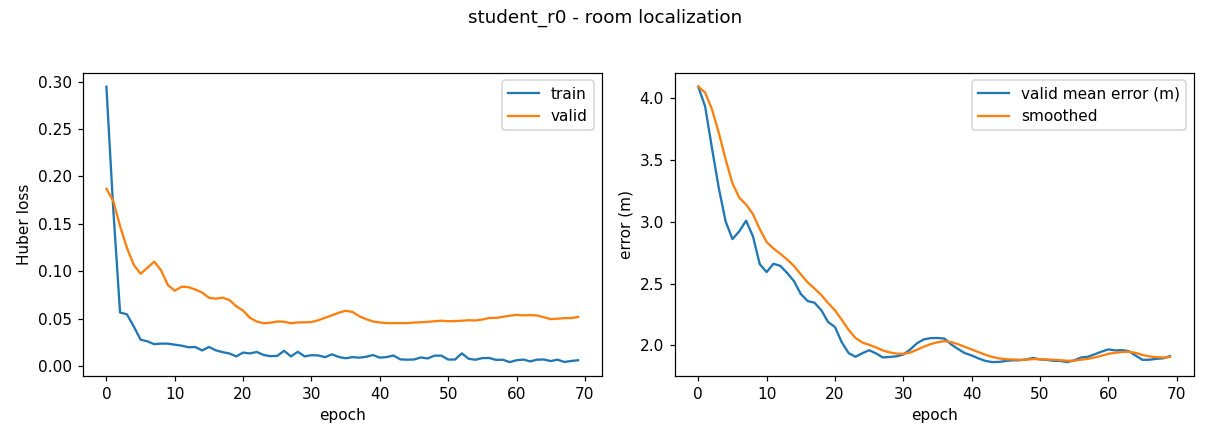 student_r0 - room localization
Huber loss
0.30
0.25
0.20
0.15
0.10
0.05
0.00
train
valid
0 10 20 30 40 50 60 70
epoch
error (m)
4.0
3.5
3.0
2.5
2.0
valid mean error (m)
smoothed
0 10 20 30 40 50 60 70
epoch